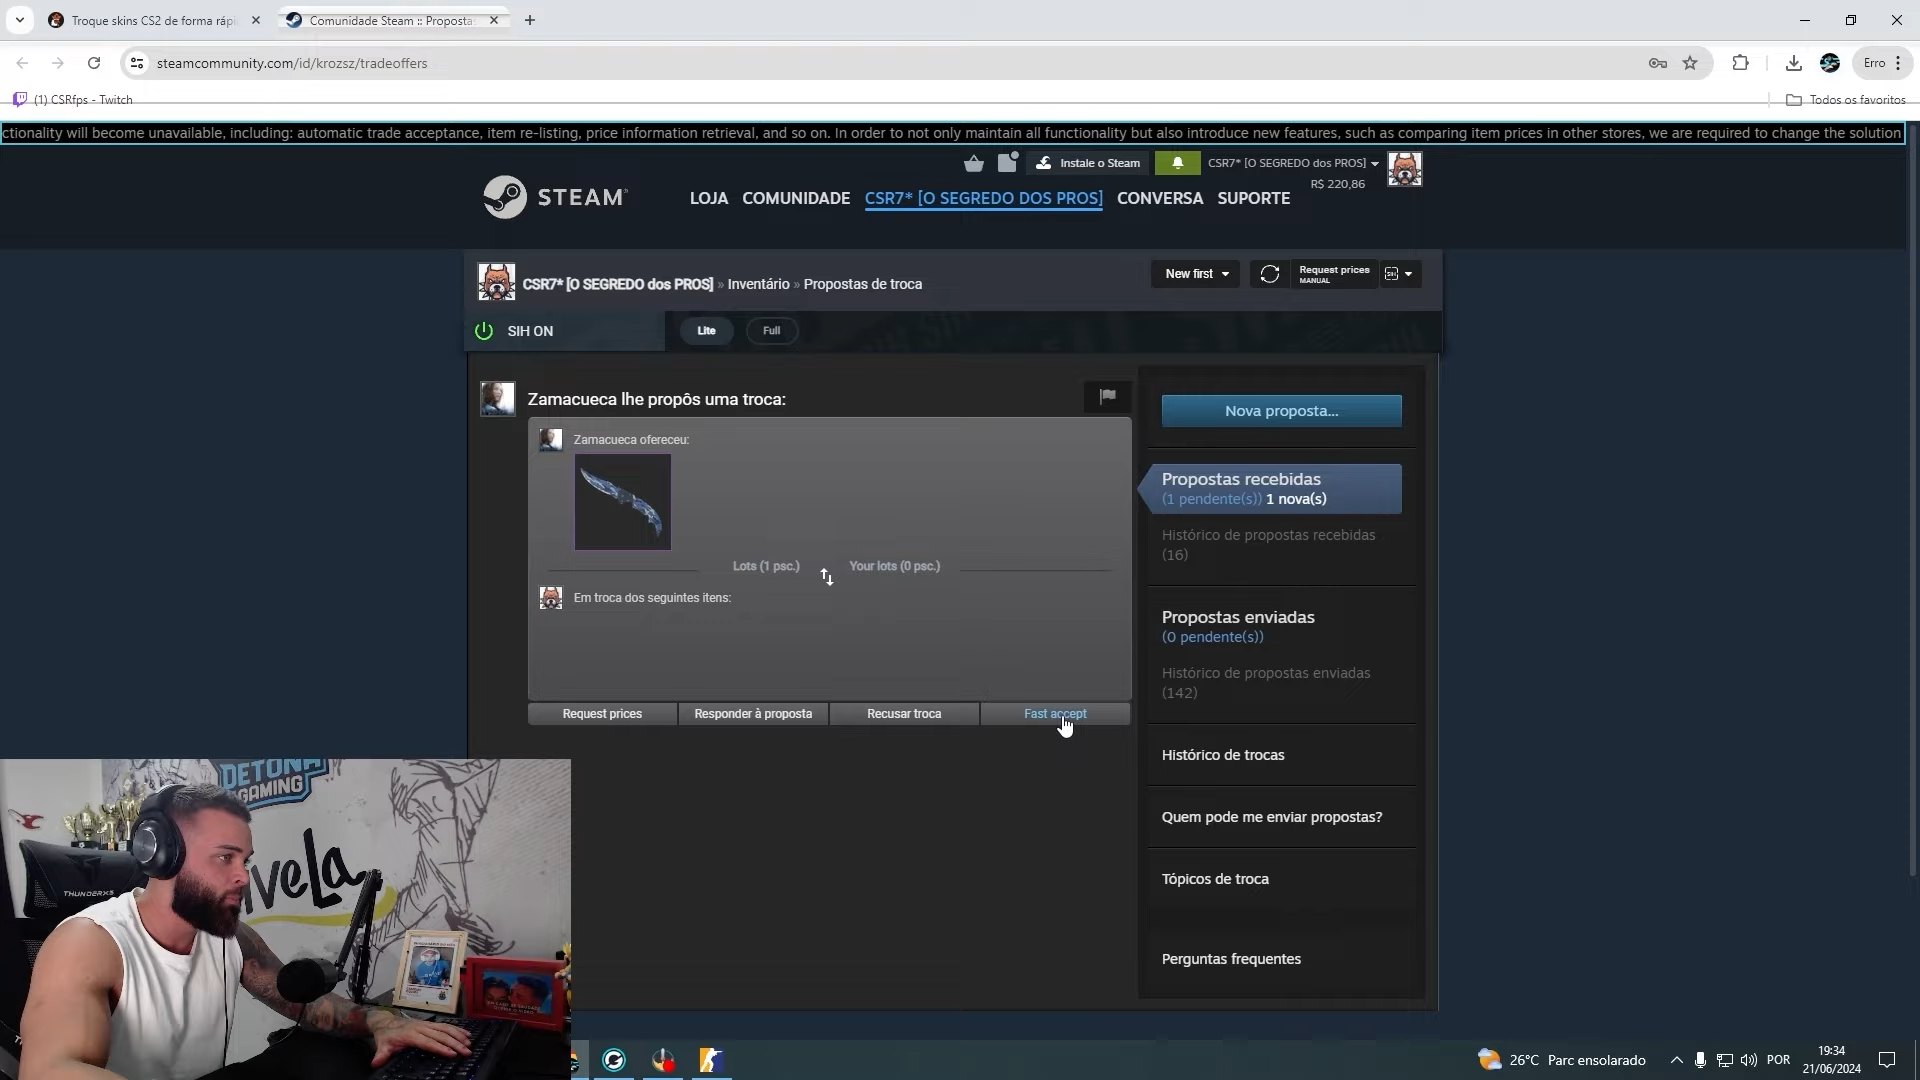 Troque skins CS2 de forma rápi
Comunidade Steam :: Proposta
steamcommunity.com/id/krozsz/tradeoffers
Erro
(1) CSRfps - Twitch
Todos os favoritos
ctionality will become unavailable, including: automatic trade acceptance, item re-listing, price information retrieval, and so on. In order to not only maintain all functionality but also introduce new features, such as comparing item prices in other stores, we are required to change the solution
Instale o Steam
CSR7* [O SEGREDO dos PROS]
R$ 220,86
STEAM
LOJA COMUNIDADE CSR7* [O SEGREDO DOS PROS] CONVERSA SUPORTE
CSR7* [O SEGREDO dos PROS] » Inventário » Propostas de troca
New first
Request prices
MANUAL
SIH
SIH ON
Lite
Full
Zamacueca lhe propôs uma troca:
Zamacueca ofereceu:
Lots (1 psc.)
Your lots (0 psc.)
Em troca dos seguintes itens:
Request prices
Responder à proposta
Recusar troca
Fast accept
Nova proposta...
Propostas recebidas
(1 pendente(s)) 1 nova(s)
Histórico de propostas recebidas
(16)
Propostas enviadas
(0 pendente(s))
Histórico de propostas enviadas
(142)
Histórico de trocas
Quem pode me enviar propostas?
Tópicos de troca
Perguntas frequentes
DETONA
GAMING
THUNDERX3
26°C Parc ensolarado
POR
19:34
21/06/2024